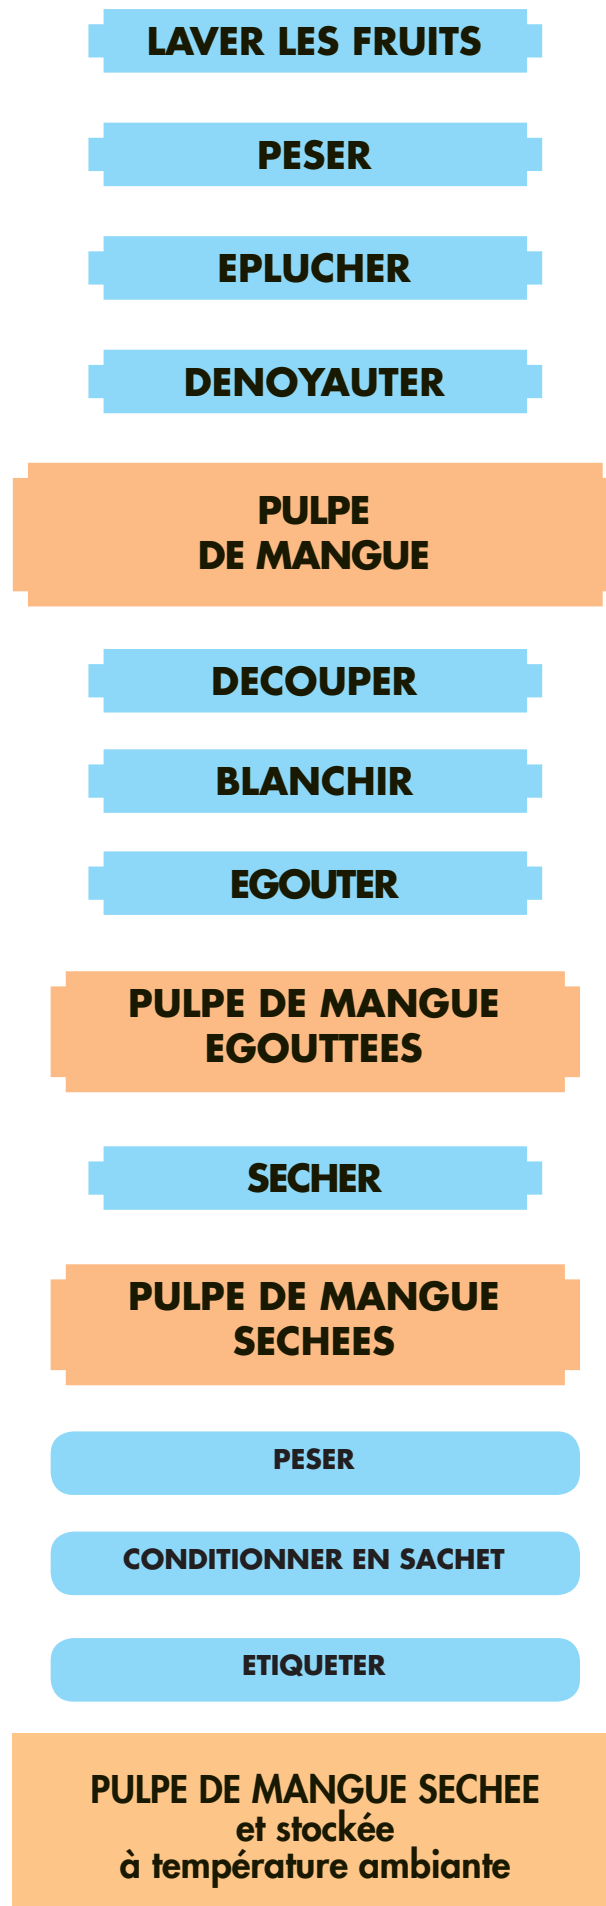 LAVER LES FRUITS
PESER
EPLUCHER
DENOYAUTER
PULPE
DE MANGUE
DECOUPER
BLANCHIR
EGOUTER
PULPE DE MANGUE
EGOUTTEES
SECHER
PULPE DE MANGUE
SECHEES
PESER
CONDITIONNER EN SACHET
ETIQUETER
PULPE DE MANGUE SECHEE
et stockée
à température ambiante